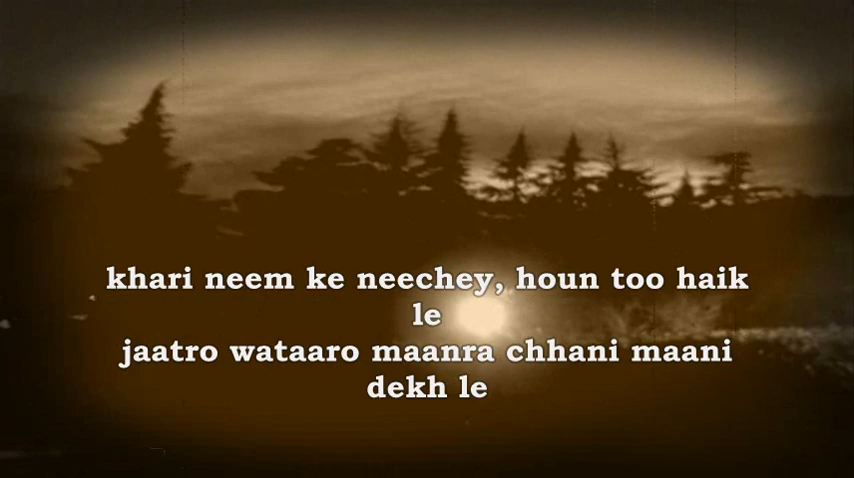 khari neem ke neechey, houn too haik
le
jaatro wataaro maanra chhani maani
dekh le